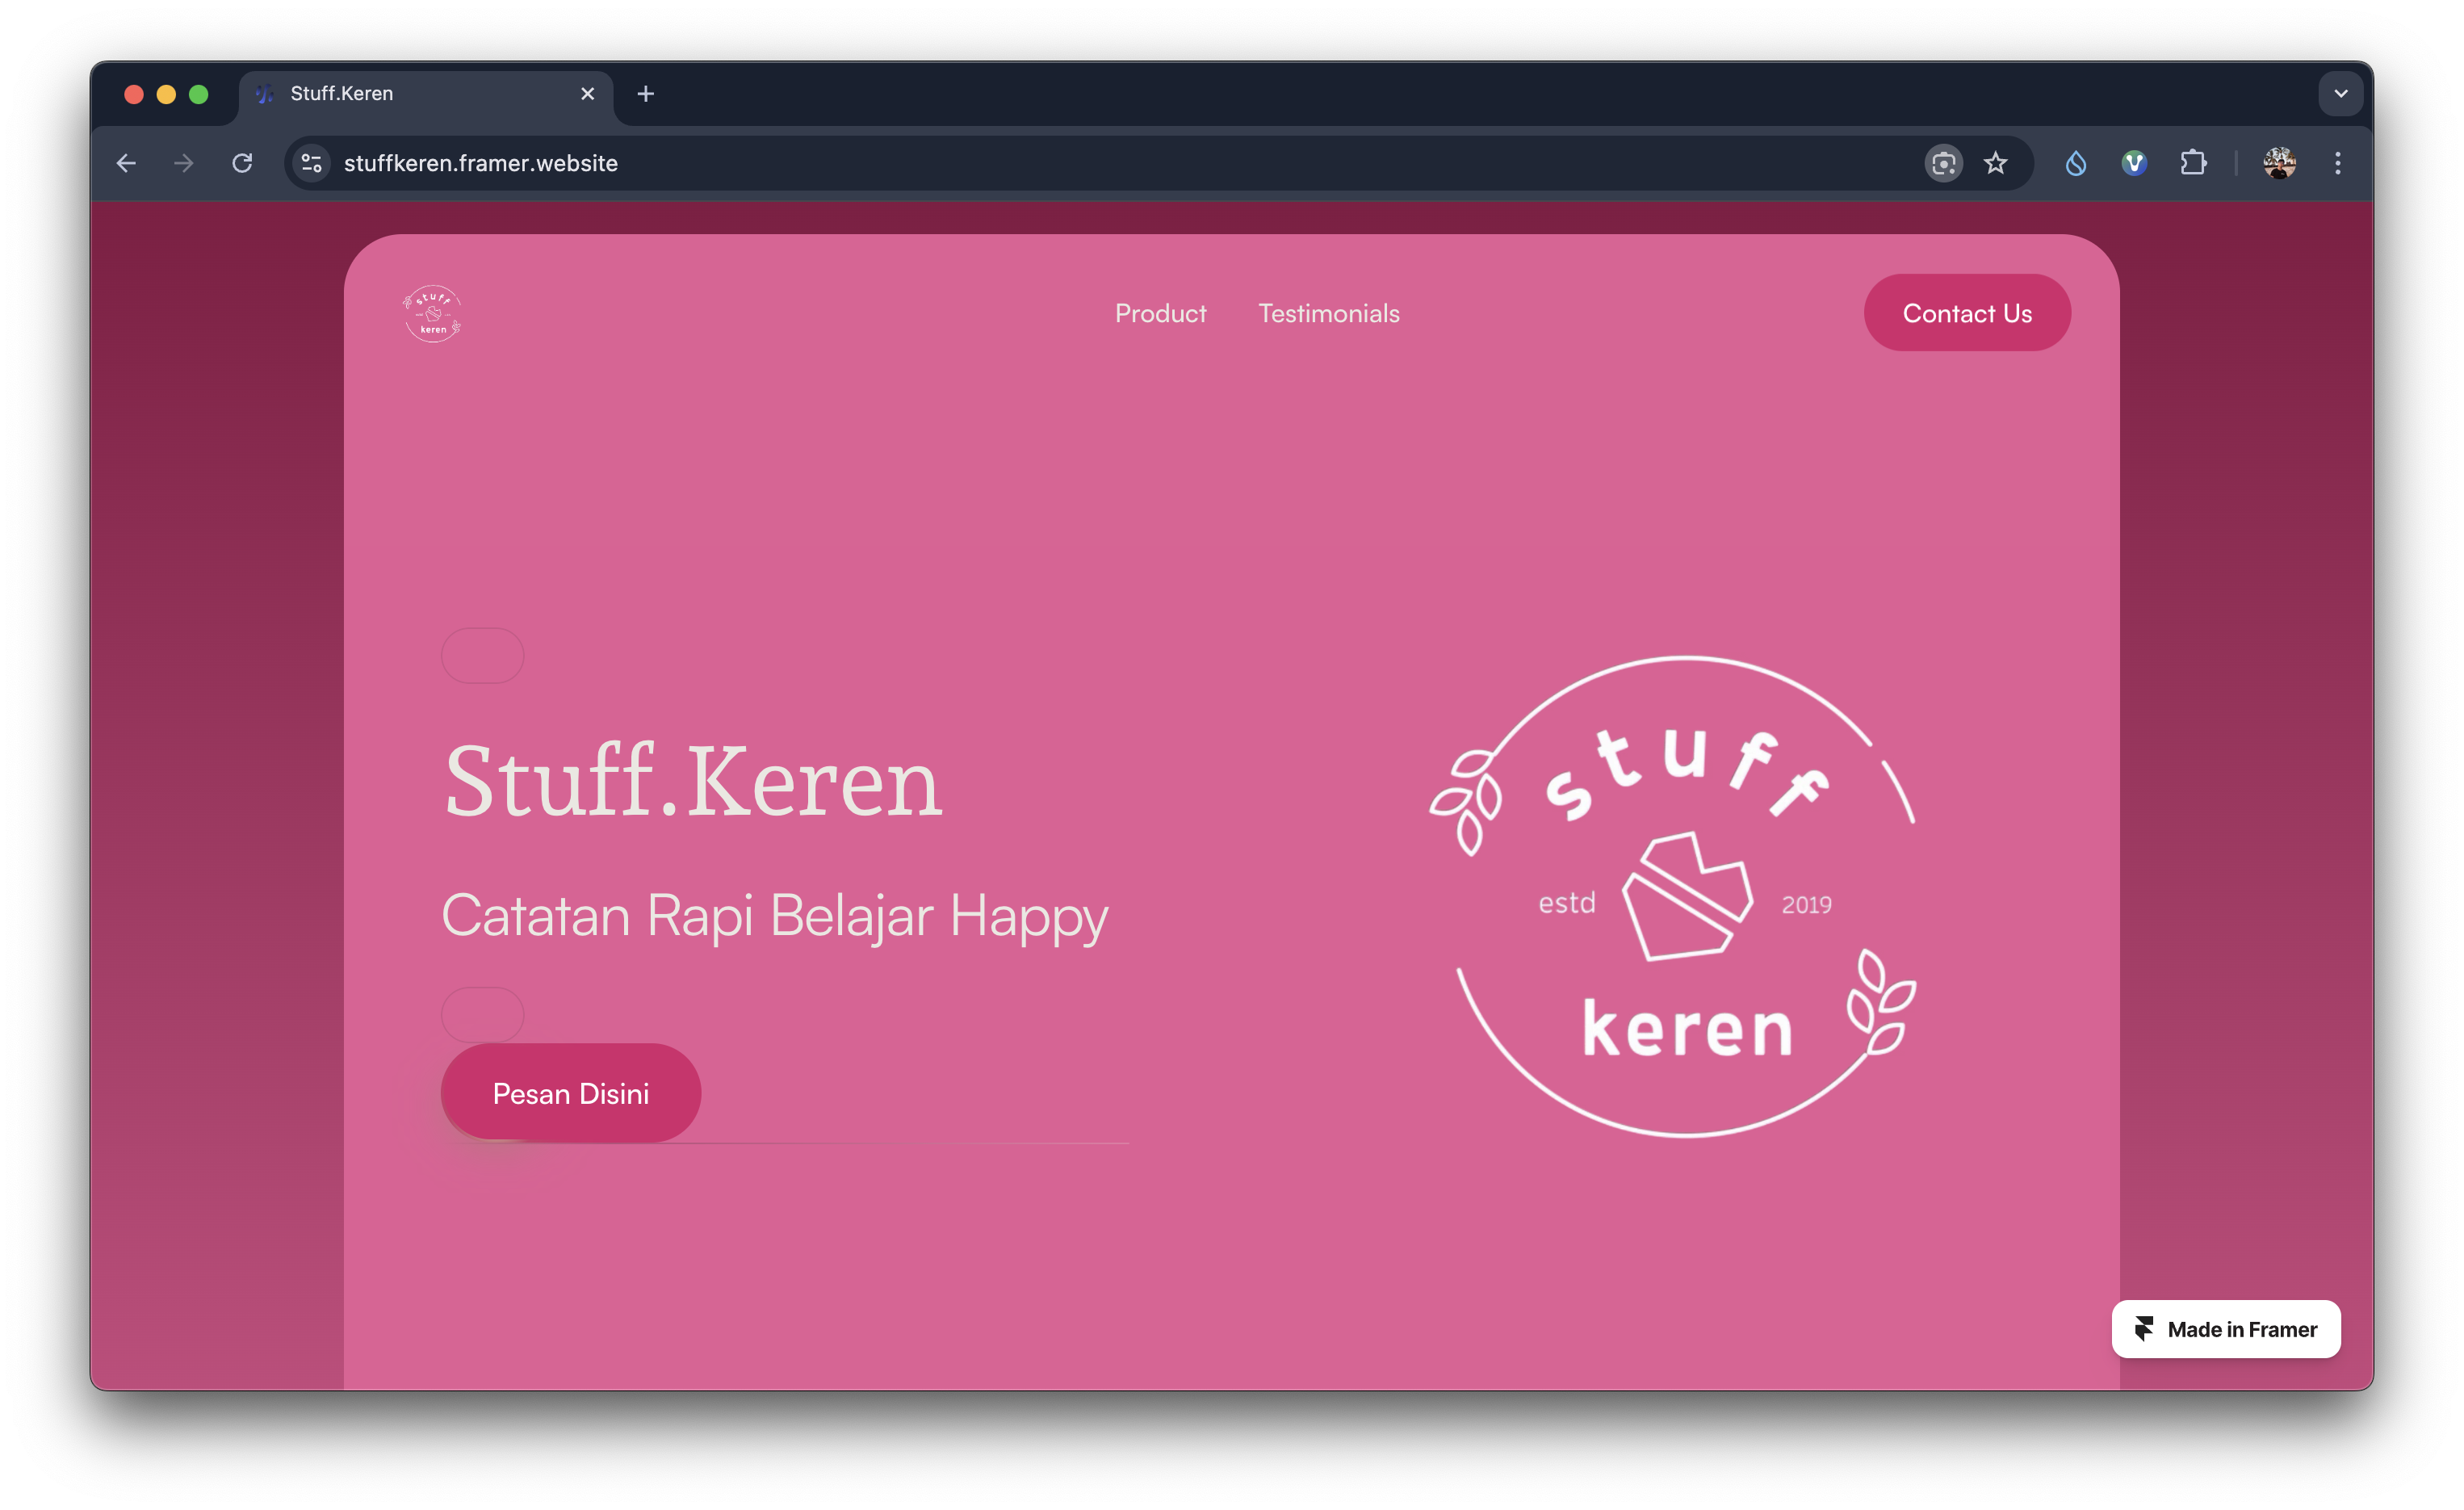 Stuff.Keren
stuffkeren.framer.website
stuff
keren
Product
Testimonials
Contact Us
Stuff.Keren
Catatan Rapi Belajar Happy
Pesan Disini
stuff
estd
2019
keren
Made in Framer